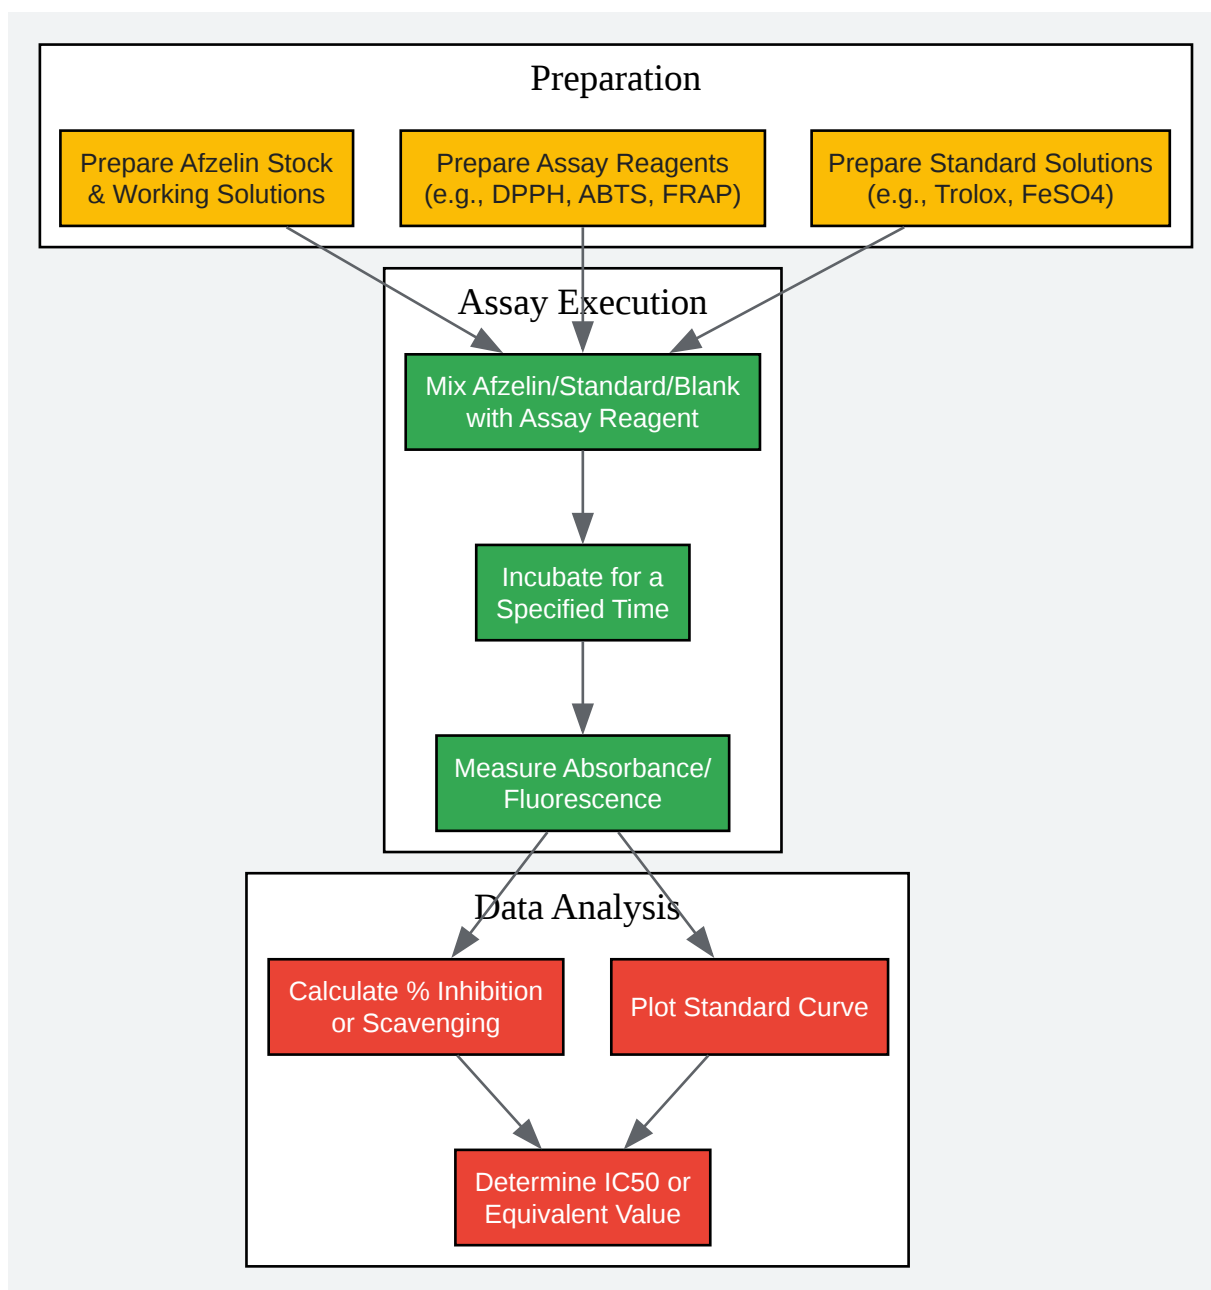 Preparation
Prepare Afzelin Stock
& Working Solutions
Prepare Assay Reagents
(e.g., DPPH, ABTS, FRAP)
Prepare Standard Solutions
(e.g., Trolox, FeSO4)
Assay Execution
Mix Afzelin/Standard/Blank
with Assay Reagent
Incubate for a
Specified Time
Measure Absorbance/
Fluorescence
Data Analysis
Calculate % Inhibition
or Scavenging
Plot Standard Curve
Determine IC50 or
Equivalent Value